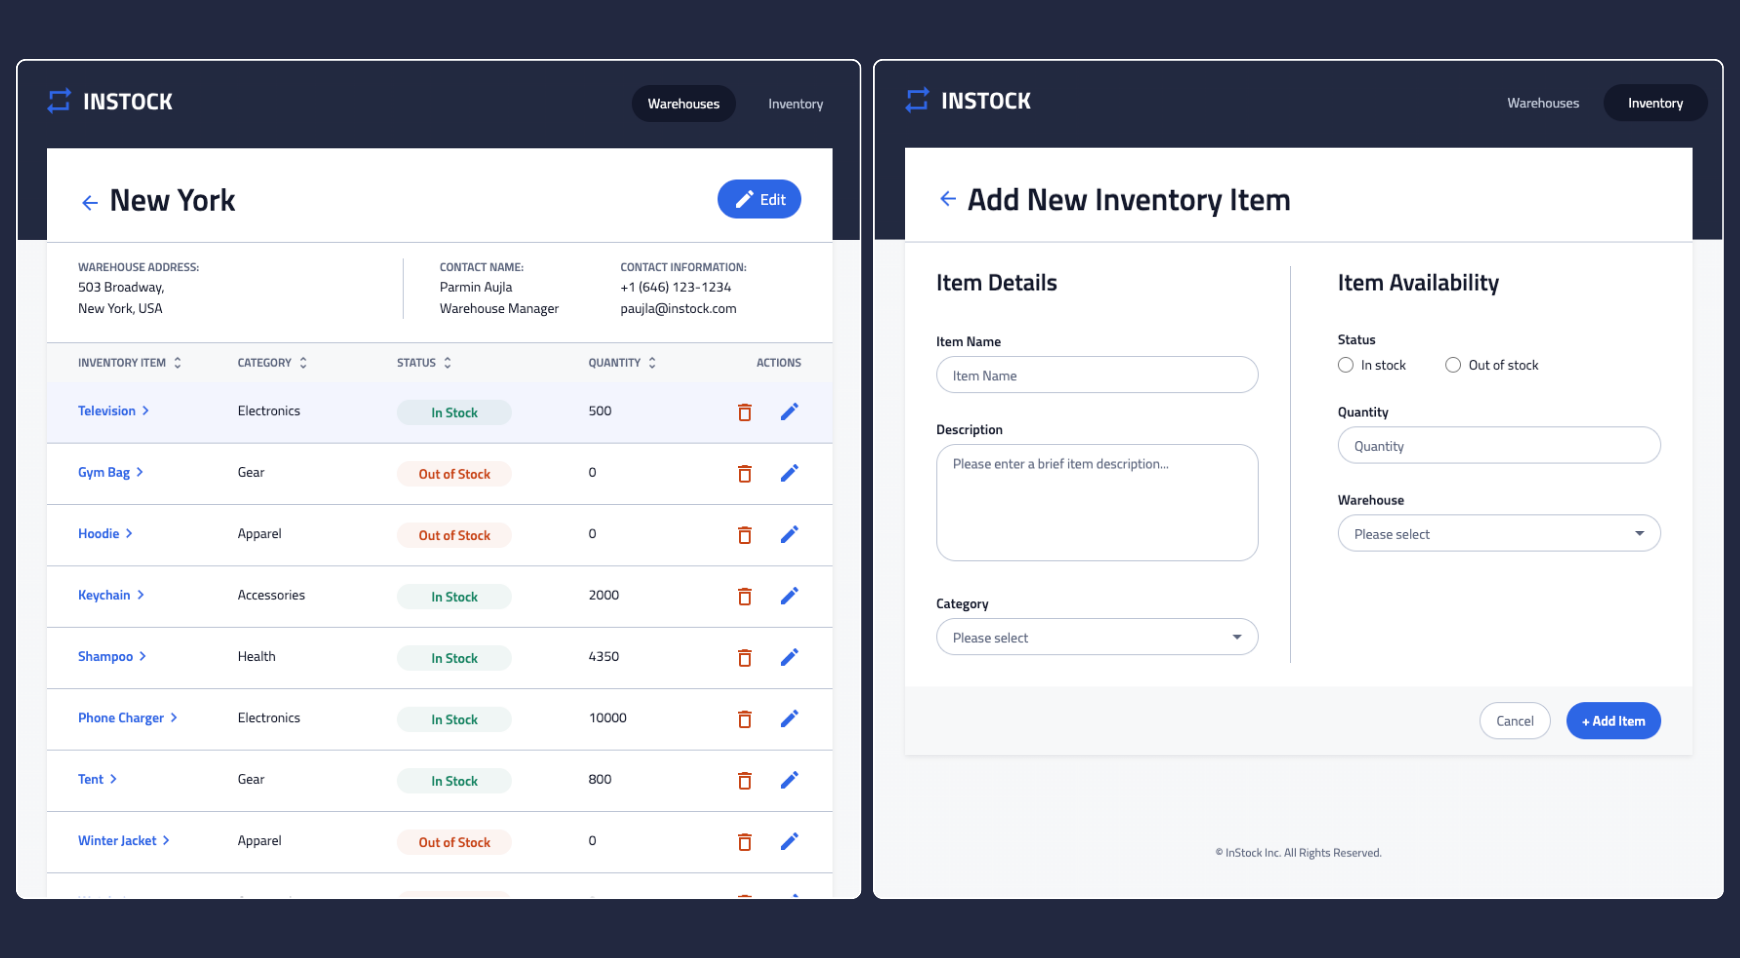 INSTOCK
Warehouses
Inventory
New York
Edit
WAREHOUSE ADDRESS:
503 Broadway,
New York, USA
CONTACT NAME:
Parmin Aujla
Warehouse Manager
CONTACT INFORMATION:
+1 (646) 123-1234
paujla@instock.com
INVENTORY ITEM CATEGORY STATUS QUANTITY ACTIONS
Television Electronics In Stock 500
Gym Bag Gear Out of Stock 0
Hoodie Apparel Out of Stock 0
Keychain Accessories In Stock 2000
Shampoo Health In Stock 4350
Phone Charger Electronics In Stock 10000
Tent Gear In Stock 800
Winter Jacket Apparel Out of Stock 0
INSTOCK
Warehouses
Inventory
Add New Inventory Item
Item Details
Item Name
Item Name
Description
Please enter a brief item description...
Category
Please select
Item Availability
Status
In stock Out of stock
Quantity
Quantity
Warehouse
Please select
Cancel
+ Add Item
© InStock Inc. All Rights Reserved.